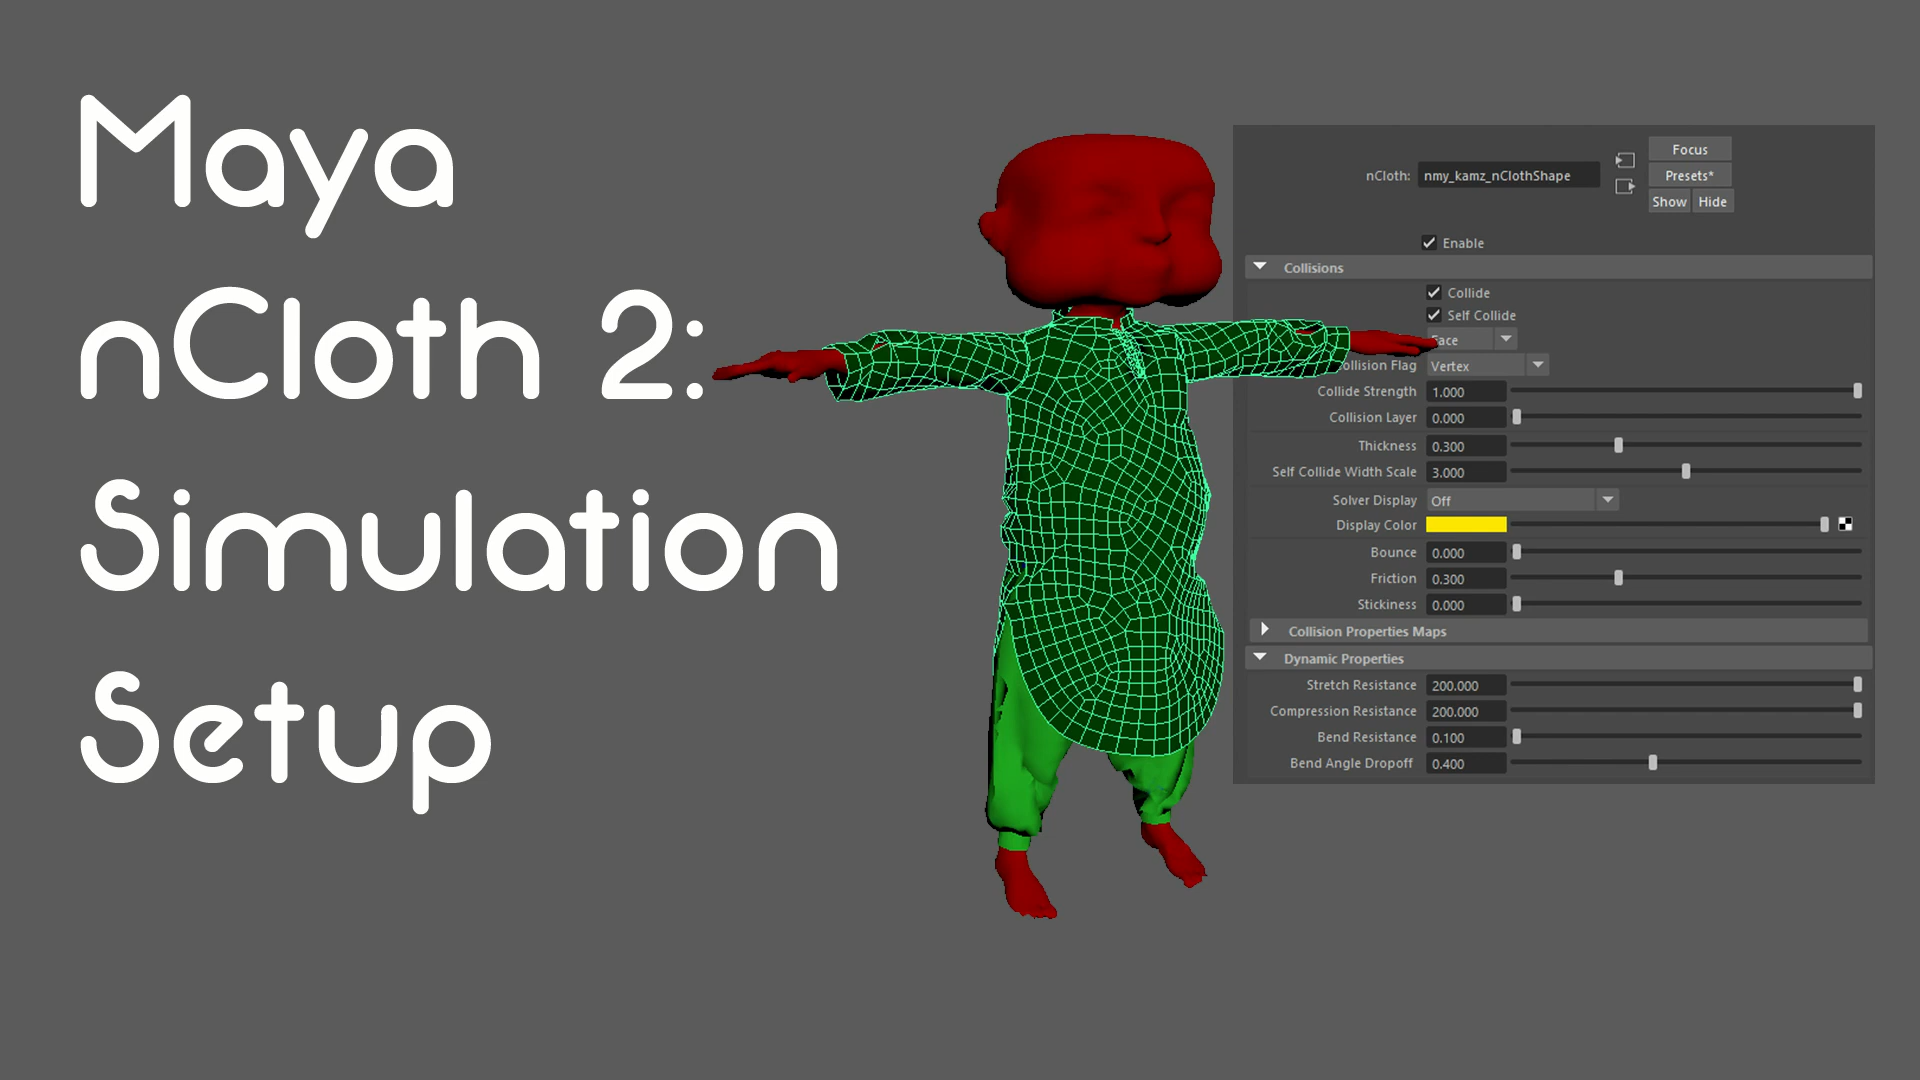 Maya
nCloth 2:
Simulation
Setup
nCloth: nmy_kamz_nClothShape
Focus
Presets*
Show Hide
Enable
Collisions
Collide
Self Collide
Flag Vertex
Collide Strength 1.000
Collision Layer 0.000
Thickness 0.300
Self Collide Width Scale 3.000
Solver Display Off
Display Color
Bounce 0.000
Friction 0.300
Stickiness 0.000
Collision Properties Maps
Dynamic Properties
Stretch Resistance 200.000
Compression Resistance 200.000
Bend Resistance 0.100
Bend Angle Dropoff 0.400